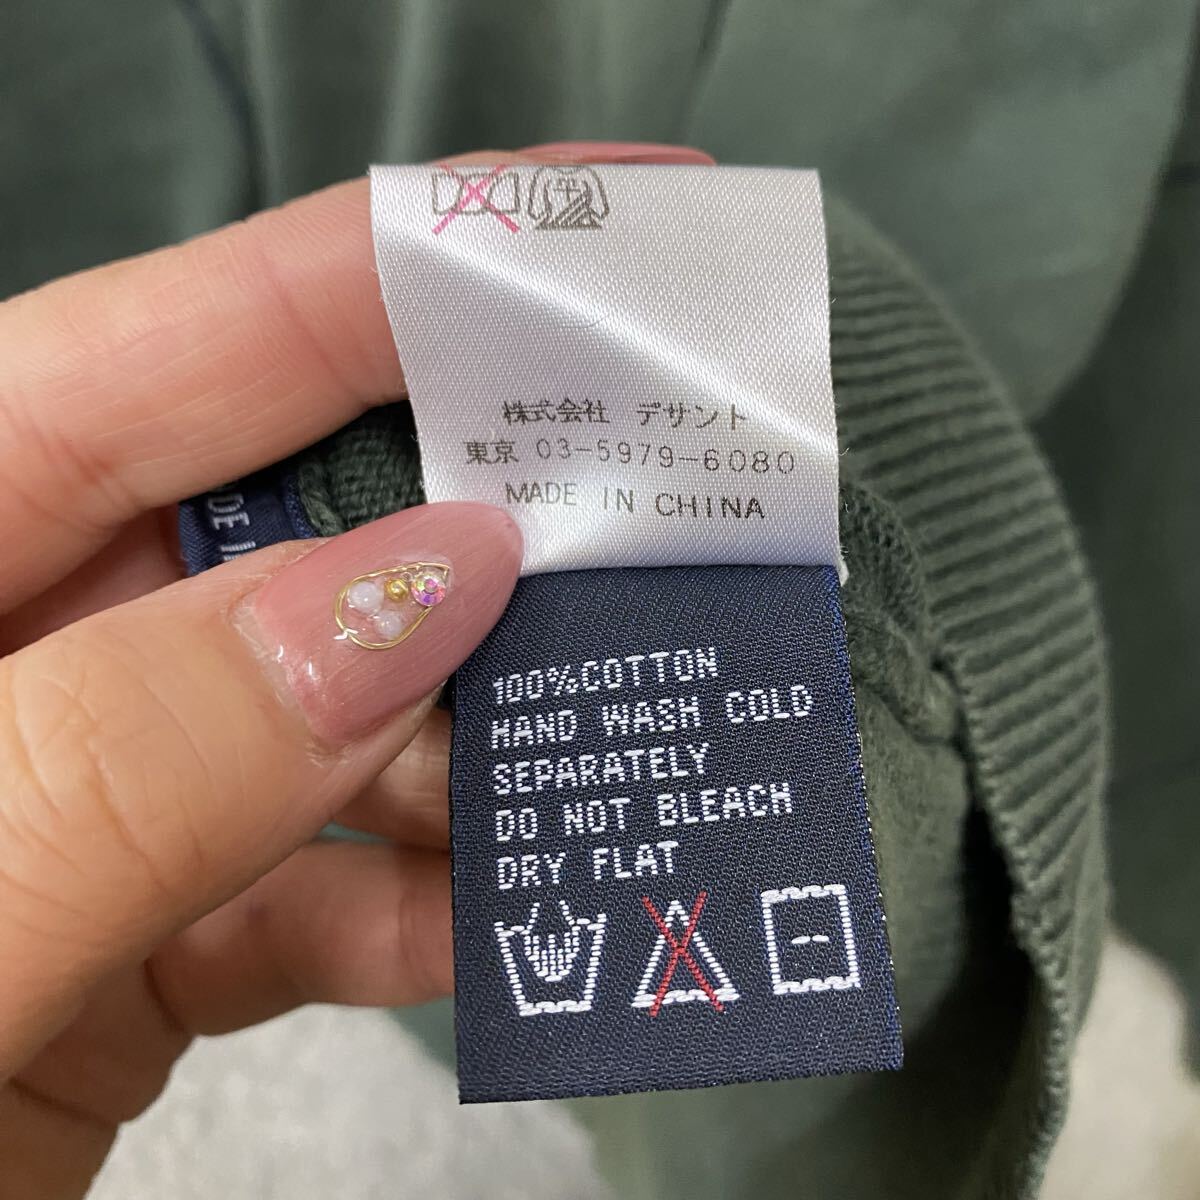 平
株式会社 デサント
東京 03-5979-6080
MADE IN CHINA
100%COTTON
HAND WASH COLD
SEPARATELY
DO NOT BLEACH
DRY FLAT